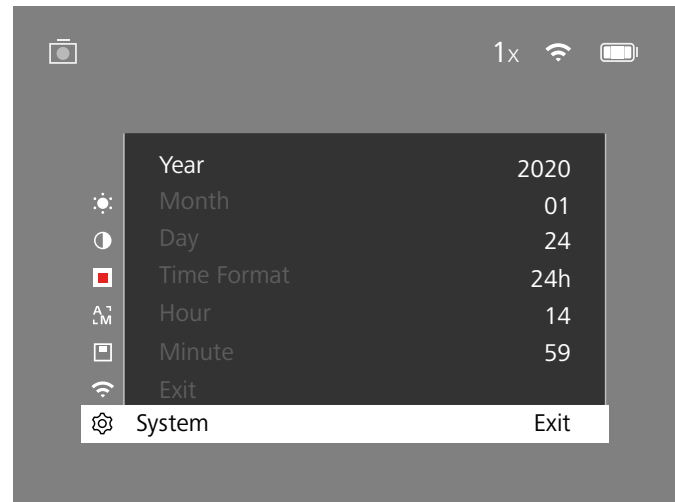 1x
Year 2020
Month 01
Day 24
Time Format 24h
A
M
Hour 14
Minute 59
Exit
System Exit